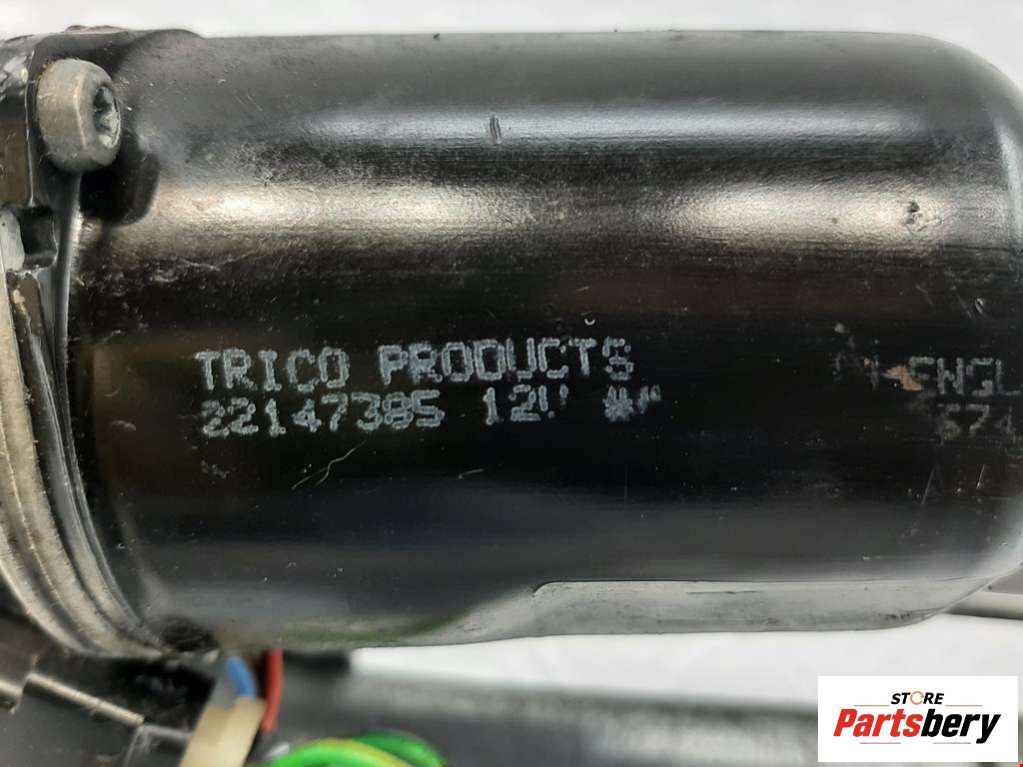 TRICO PRODUCTS
22147385 12V
STORE
Partsbery